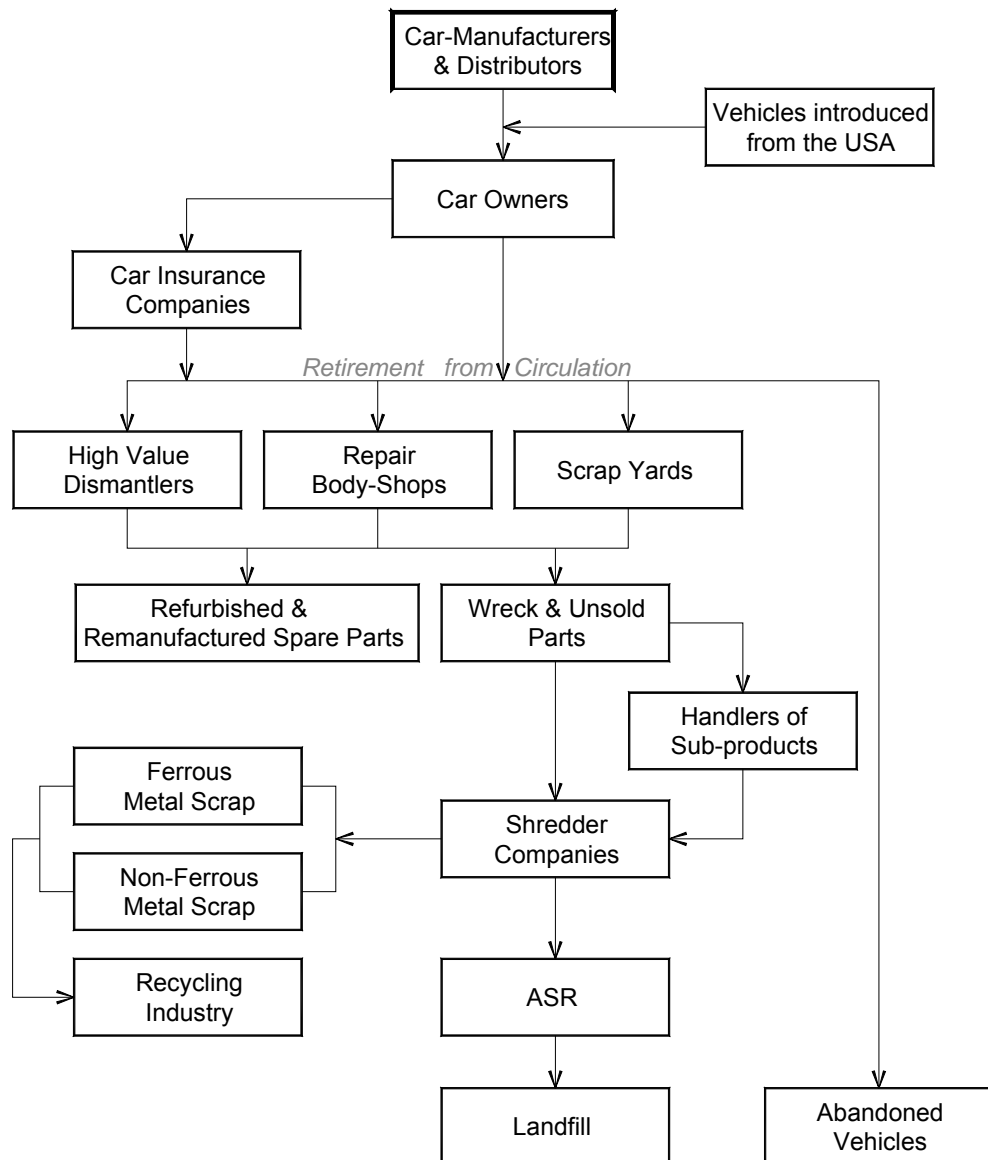 Car-Manufacturers
& Distributors
Vehicles introduced
from the USA
Car Owners
Car Insurance
Companies
Retirement from Circulation
High Value
Dismantlers
Repair
Body-Shops
Scrap Yards
Refurbished &
Remanufactured Spare Parts
Wreck & Unsold
Parts
Handlers of
Sub-products
Ferrous
Metal Scrap
Shredder
Companies
Non-Ferrous
Metal Scrap
Recycling
Industry
ASR
Landfill
Abandoned
Vehicles